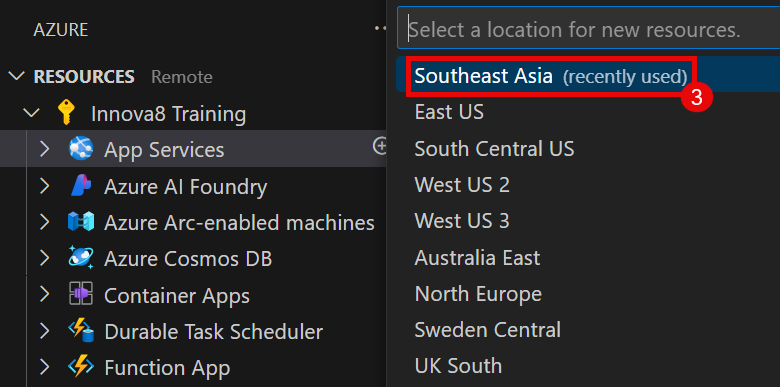 AZURE
RESOURCES Remote
Innova8 Training
App Services
Azure AI Foundry
Azure Arc-enabled machines
Azure Cosmos DB
Container Apps
Durable Task Scheduler
Function App
Select a location for new resources.
Southeast Asia (recently used)
3
East US
South Central US
West US 2
West US 3
Australia East
North Europe
Sweden Central
UK South